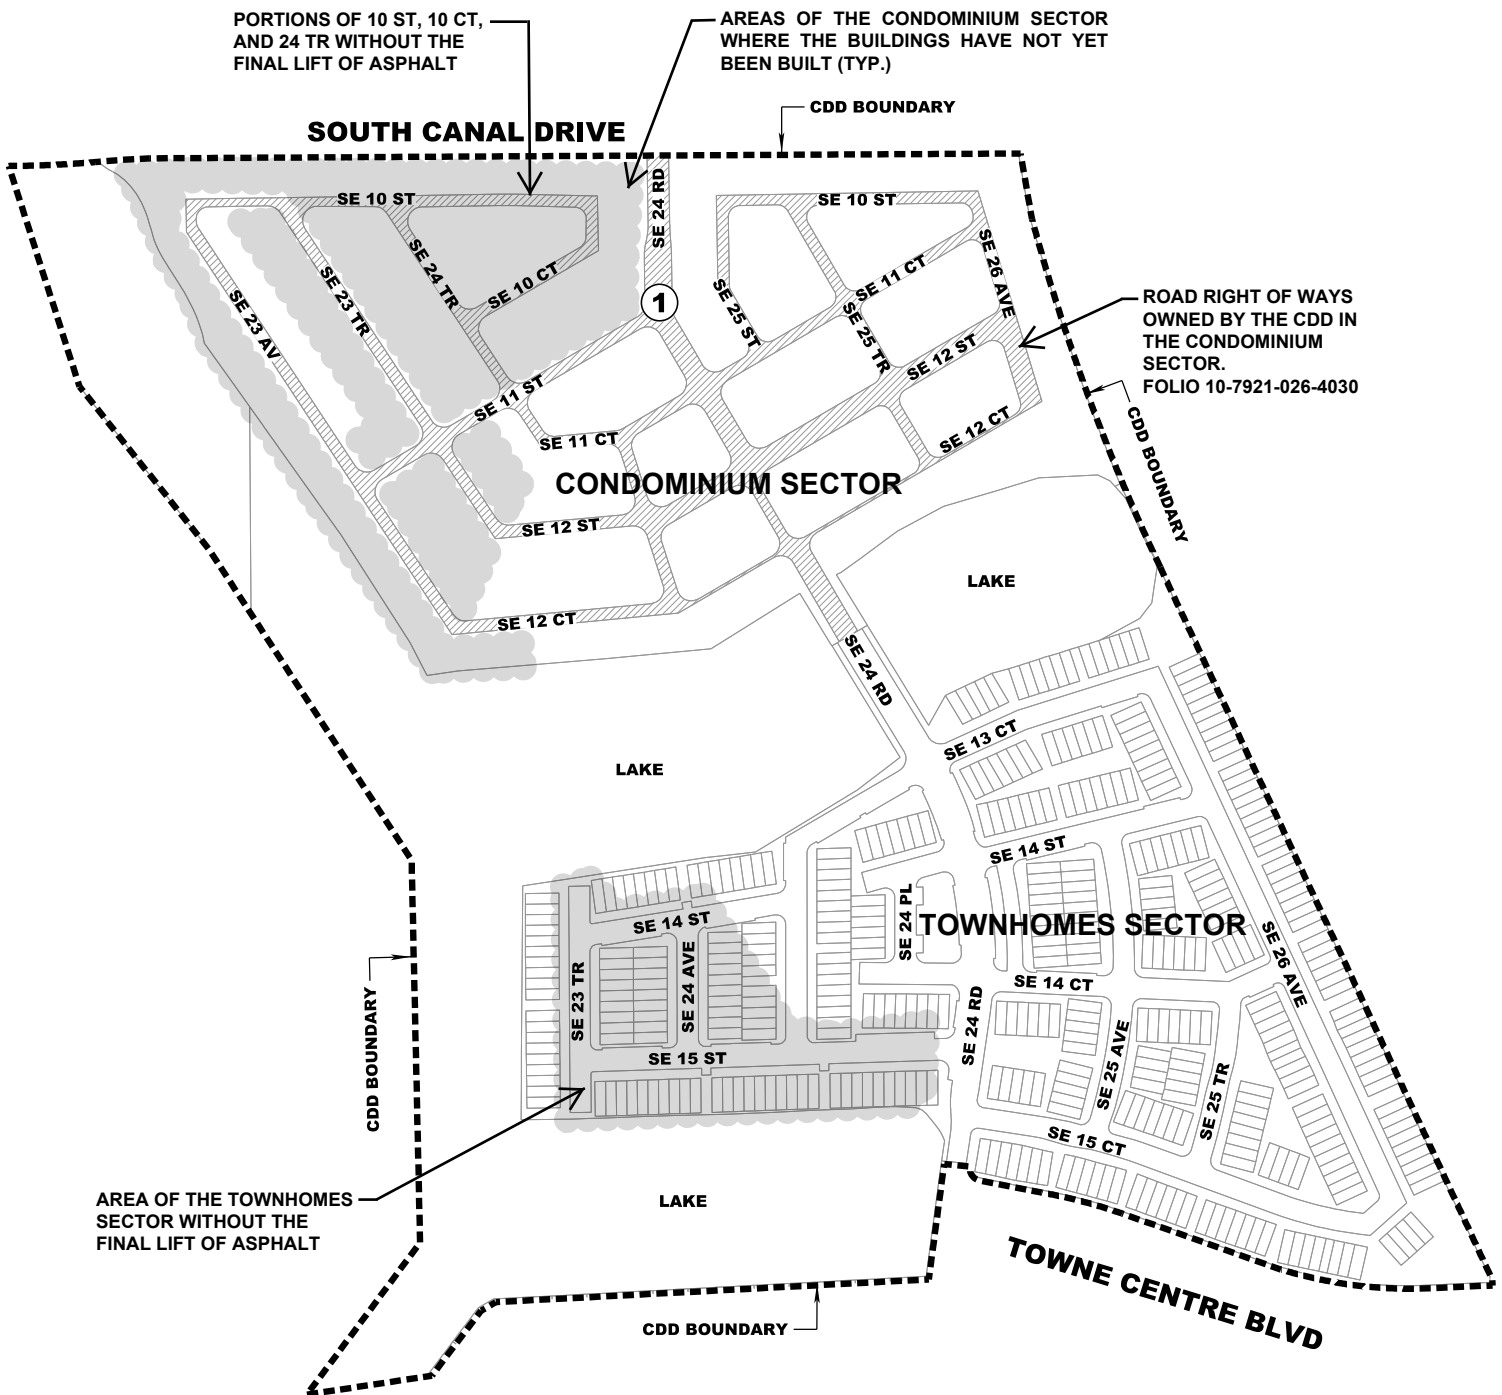 PORTIONS OF 10 ST, 10 CT,
AND 24 TR WITHOUT THE
FINAL LIFT OF ASPHALT
AREAS OF THE CONDOMINIUM SECTOR
WHERE THE BUILDINGS HAVE NOT YET
BEEN BUILT (TYP.)
CDD BOUNDARY
SOUTH CANAL DRIVE
SE 10 ST
SE 24 RD
SE 10 ST
SE 24 TR
SE 23 TR
SE 10 CT
SE 23 AV
1
SE 11 CT
SE 26 AVE
SE 25 ST
SE 25 TR
SE 12 ST
ROAD RIGHT OF WAYS
OWNED BY THE CDD IN
THE CONDOMINIUM
SECTOR.
FOLIO 10-7921-026-4030
SE 11 ST
SE 11 CT
SE 12 CT
CDD BOUNDARY
CONDOMINIUM SECTOR
SE 12 ST
LAKE
SE 12 CT
SE 24 RD
SE 13 CT
LAKE
SE 14 ST
SE 14 ST
SE 24 PL
TOWNHOMES SECTOR
SE 26 AVE
SE 23 TR
SE 24 AVE
SE 14 CT
SE 24 RD
CDD BOUNDARY
SE 15 ST
SE 25 AVE
SE 25 TR
SE 15 CT
AREA OF THE TOWNHOMES
SECTOR WITHOUT THE
FINAL LIFT OF ASPHALT
LAKE
TOWNE CENTRE BLVD
CDD BOUNDARY